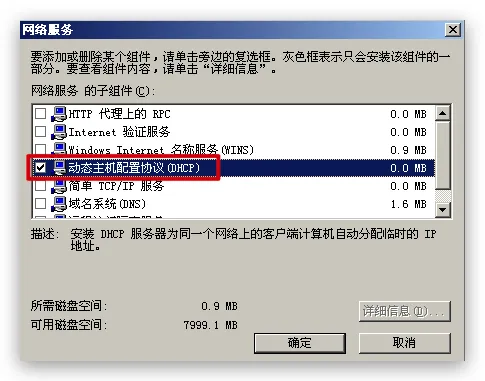 网络服务
要添加或删除某个组件，请单击旁边的复选框。灰色框表示只会安装该组件的一
部分。要查看组件内容，请单击“详细信息”。
网络服务 的子组件(C):
HTTP 代理上的 RPC 0.0 MB
Internet 验证服务 0.0 MB
Windows Internet 名称服务(WINS) 0.9 MB
动态主机配置协议(DHCP) 0.0 MB
简单 TCP/IP 服务 0.0 MB
域名系统(DNS) 1.6 MB
描述: 安装 DHCP 服务器为同一个网络上的客户端计算机自动分配临时的 IP
地址。
所需磁盘空间: 0.9 MB
详细信息(D)...
可用磁盘空间: 7999.1 MB
确定
取消